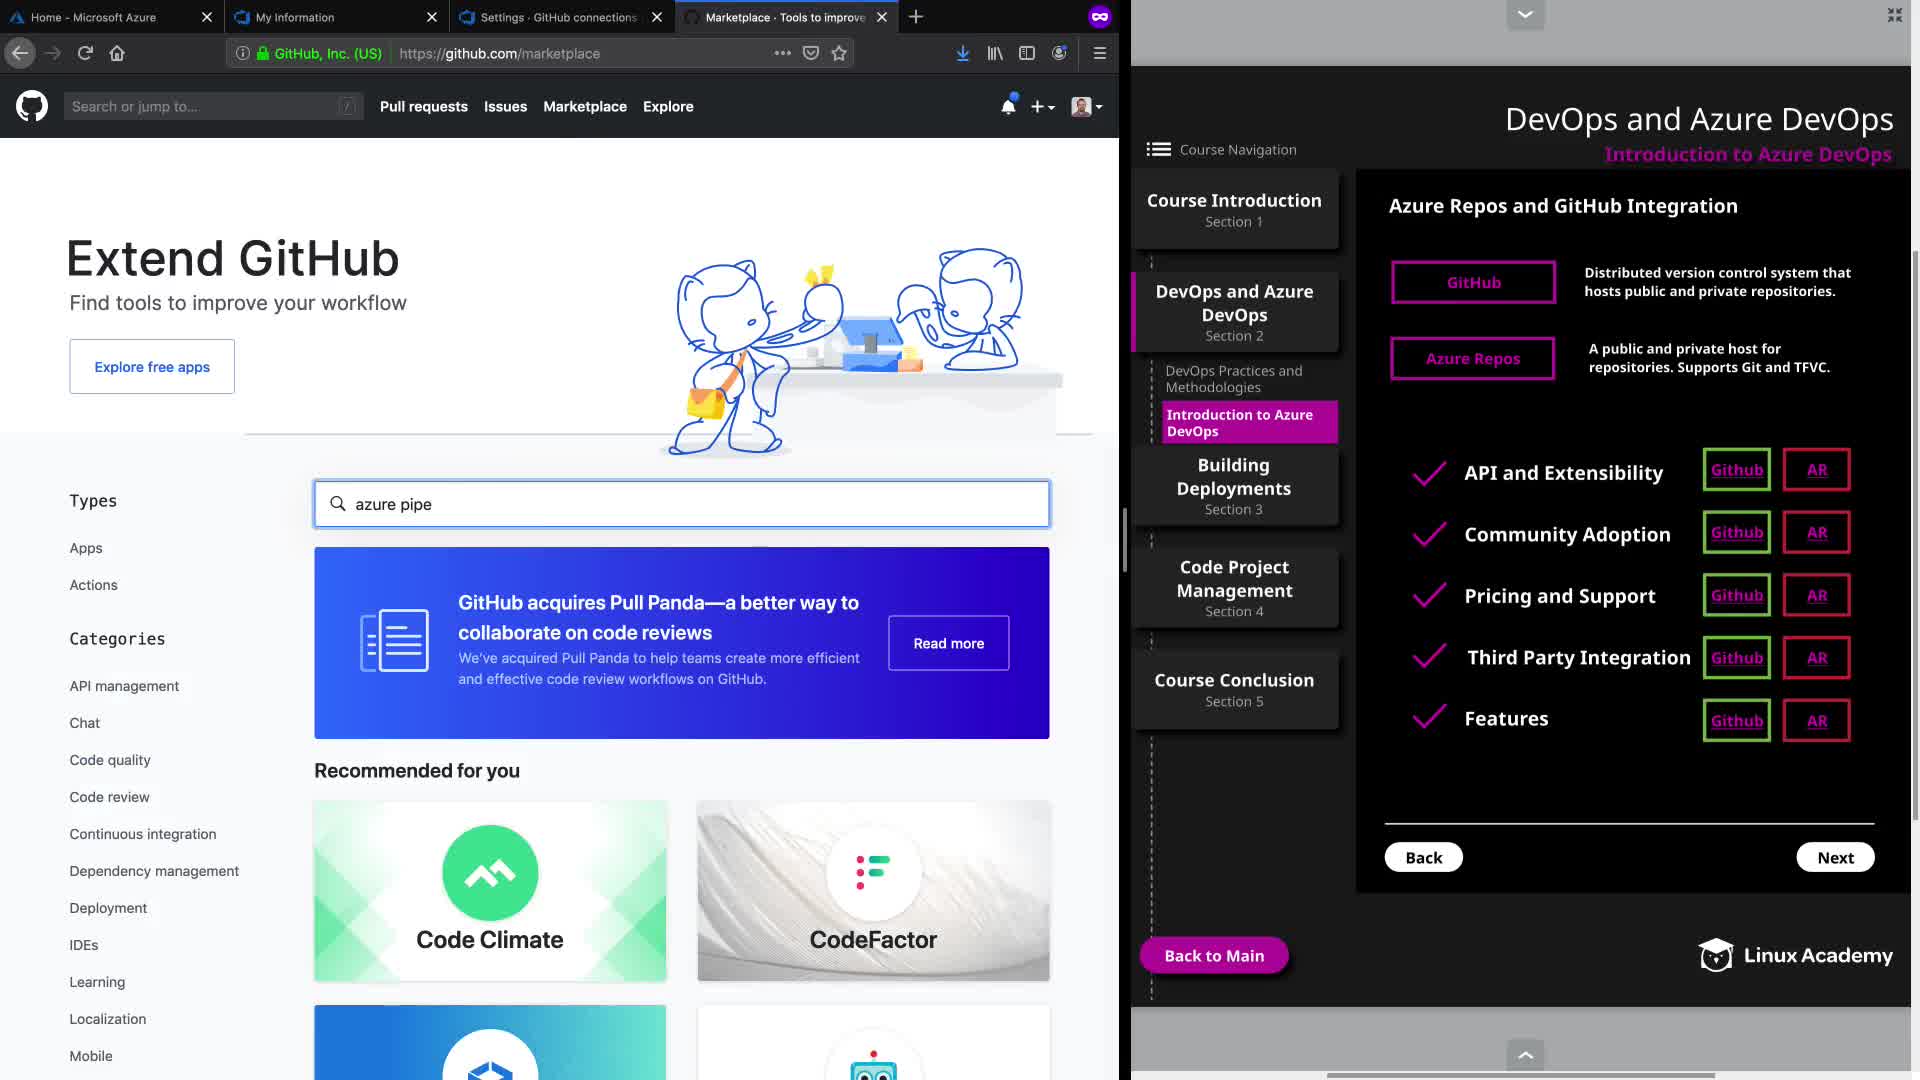 Home - Microsoft Azure
My Information
Settings · GitHub connections
Marketplace · Tools to improve
GitHub, Inc. (US)
https://github.com/marketplace
Search or jump to...
/
Pull requests
Issues
Marketplace
Explore
Extend GitHub
Find tools to improve your workflow
Explore free apps
Types
Apps
Actions
Categories
API management
Chat
Code quality
Code review
Continuous integration
Dependency management
Deployment
IDEs
Learning
Localization
Mobile
azure pipe
GitHub acquires Pull Panda—a better way to
collaborate on code reviews
We've acquired Pull Panda to help teams create more efficient
and effective code review workflows on GitHub.
Read more
Recommended for you
Code Climate
CodeFactor
DevOps and Azure DevOps
Introduction to Azure DevOps
Course Navigation
Course Introduction
Section 1
DevOps and Azure
DevOps
Section 2
DevOps Practices and
Methodologies
Introduction to Azure
DevOps
Building
Deployments
Section 3
Code Project
Management
Section 4
Course Conclusion
Section 5
Back to Main
Azure Repos and GitHub Integration
GitHub
Distributed version control system that
hosts public and private repositories.
Azure Repos
A public and private host for
repositories. Supports Git and TFVC.
API and Extensibility
Github
AR
Community Adoption
Github
AR
Pricing and Support
Github
AR
Third Party Integration
Github
AR
Features
Github
AR
Back
Next
Linux Academy